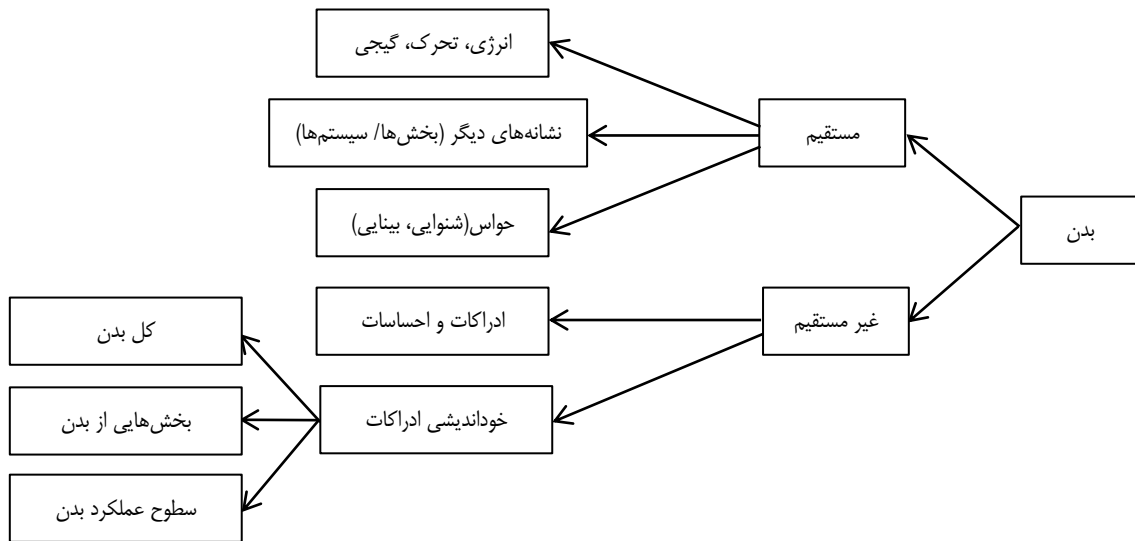 بدن
مستقیم
انرژی، تحرک، گیجی
نشانه‌های دیگر (بخش‌ها/ سیستم‌ها)
حواس(شنوایی، بینایی)
غیر مستقیم
ادراکات و احساسات
خوداندیشی ادراکات
کل بدن
بخش‌هایی از بدن
سطوح عملکرد بدن